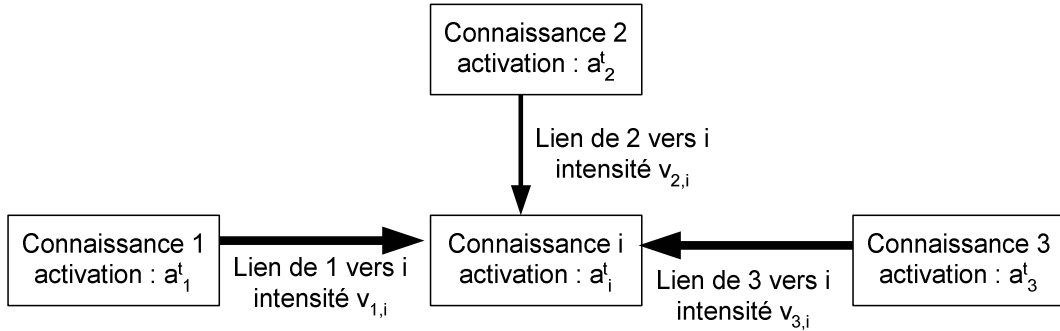 Connaissance 2
activation : aᵗ₂
Lien de 2 vers i
intensité v₂,ᵢ
Connaissance 1
activation : aᵗ₁
Lien de 1 vers i
intensité v₁,ᵢ
Connaissance i
activation : aᵗᵢ
Lien de 3 vers i
intensité v₃,ᵢ
Connaissance 3
activation : aᵗ₃